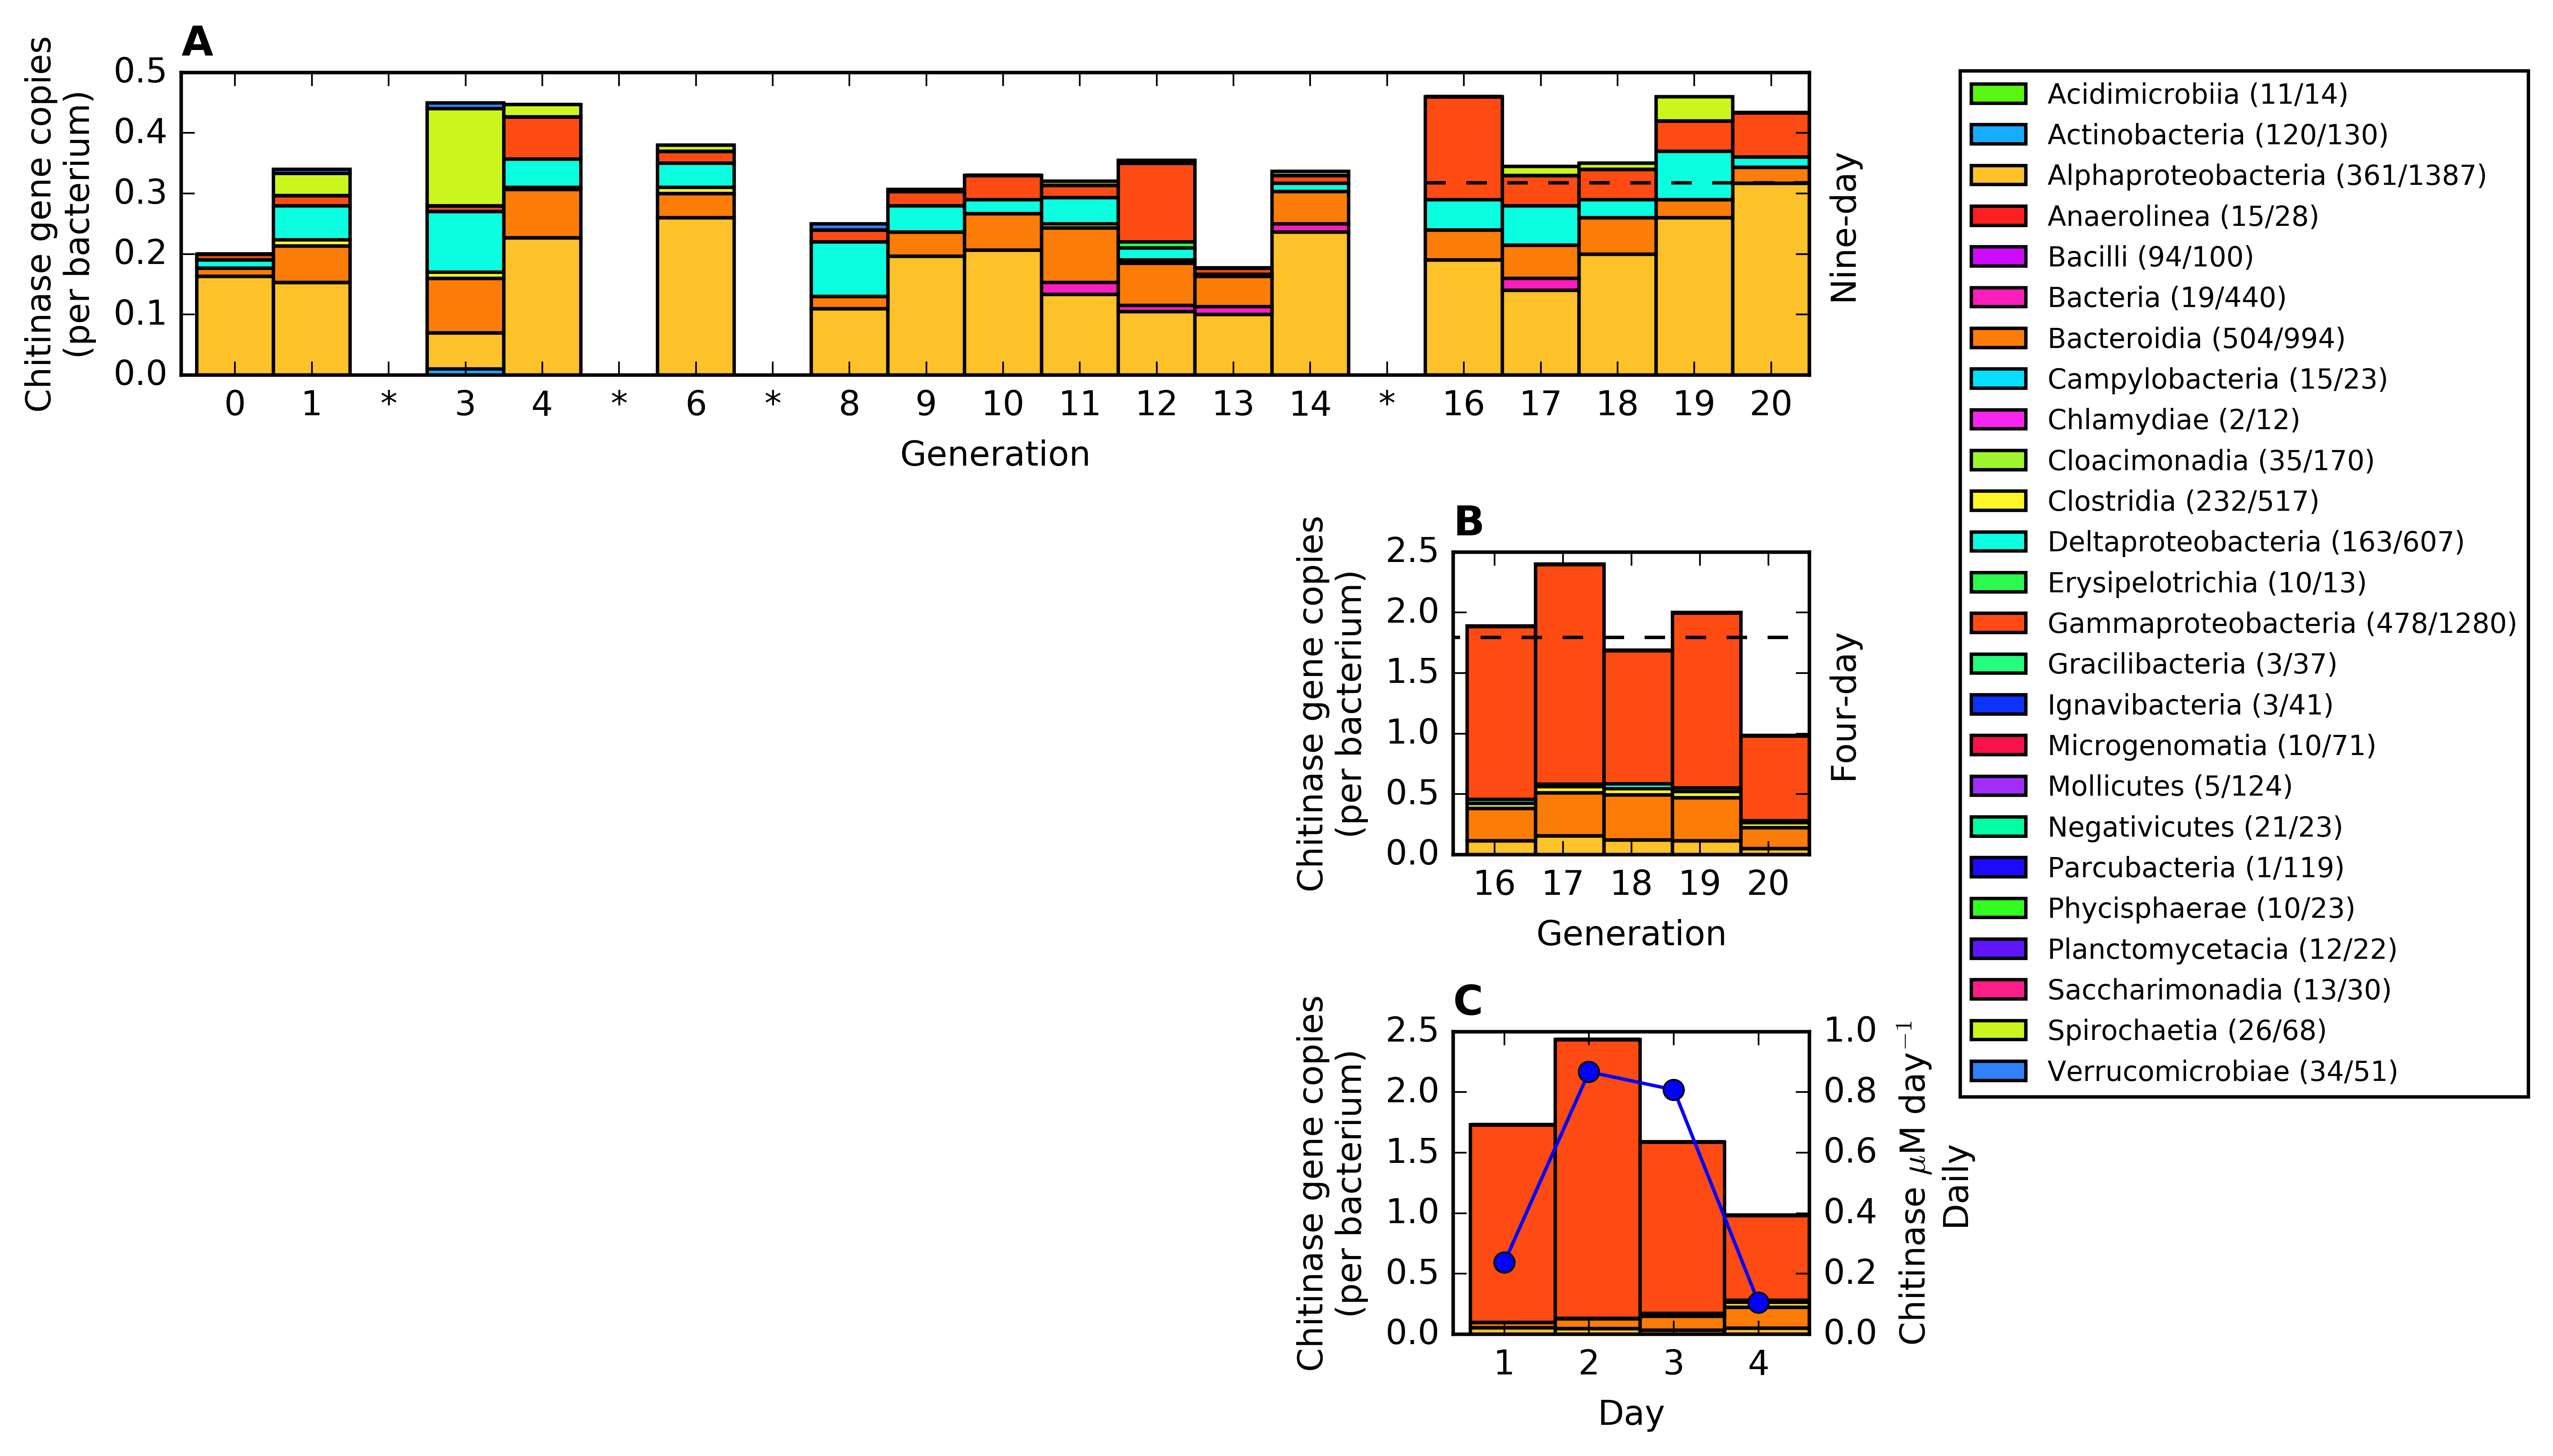 A
Chitinase gene copies
(per bacterium)
0.5
0.4
0.3
0.2
0.1
0.0
0 1 * 3 4 * 6 * 8 9 10 11 12 13 14 * 16 17 18 19 20
Generation
Nine-day
B
Chitinase gene copies
(per bacterium)
2.5
2.0
1.5
1.0
0.5
0.0
16 17 18 19 20
Generation
Four-day
C
Chitinase gene copies
(per bacterium)
2.5
2.0
1.5
1.0
0.5
0.0
1 2 3 4
Day
1.0
0.8
0.6
0.4
0.2
0.0
Chitinase μM day⁻¹
Daily
Acidimicrobiia (11/14)
Actinobacteria (120/130)
Alphaproteobacteria (361/1387)
Anaerolinea (15/28)
Bacilli (94/100)
Bacteria (19/440)
Bacteroidia (504/994)
Campylobacteria (15/23)
Chlamydiae (2/12)
Cloacimonadia (35/170)
Clostridia (232/517)
Deltaproteobacteria (163/607)
Erysipelotrichia (10/13)
Gammaproteobacteria (478/1280)
Gracilibacteria (3/37)
Ignavibacteria (3/41)
Microgenomatia (10/71)
Mollicutes (5/124)
Negativicutes (21/23)
Parcubacteria (1/119)
Phycisphaerae (10/23)
Planctomycetacia (12/22)
Saccharimonadia (13/30)
Spirochaetia (26/68)
Verrucomicrobiae (34/51)